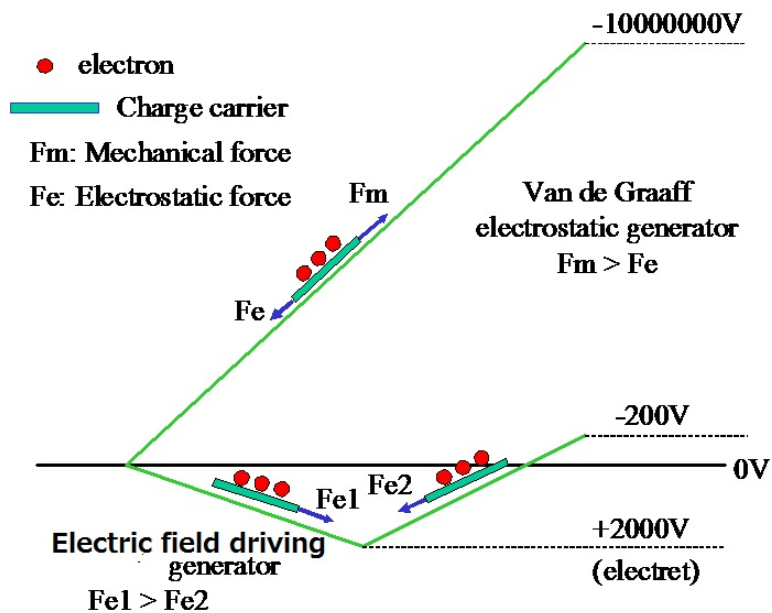 -10000000V
electron
Charge carrier
Fm: Mechanical force
Fe: Electrostatic force
Fm
Van de Graaff
electrostatic generator
Fm > Fe
Fe
-200V
0V
Fe1
Fe2
Electric field driving
generator
Fe1 > Fe2
+2000V
(electret)